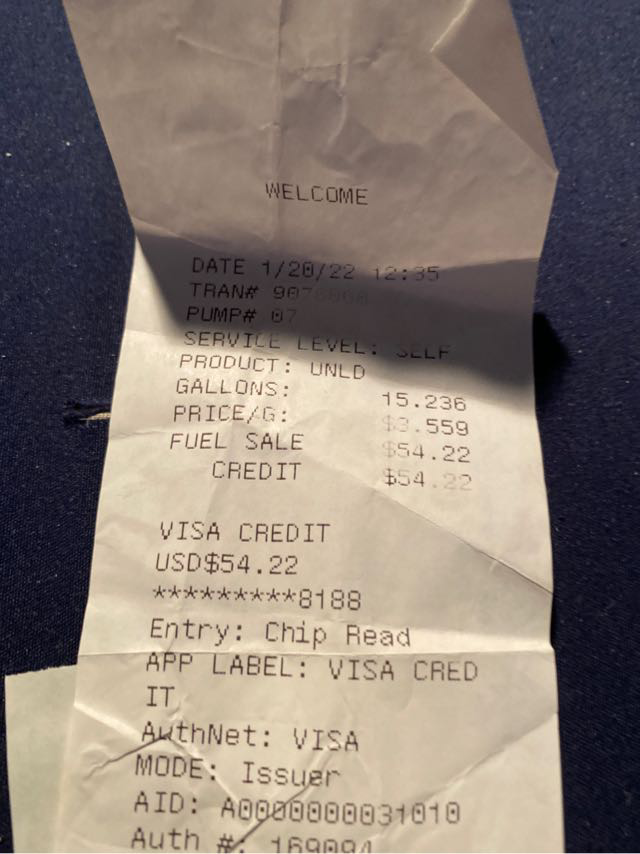 WELCOME
DATE 1/20/22 12:35
TRAN#
PUMP# 07
SERVICE LEVEL: SELF
PRODUCT: UNLD
GALLONS: 15.236
PRICE/G: $3.559
FUEL SALE $54.22
CREDIT $54.22
VISA CREDIT
USD$54.22
*********8188
Entry: Chip Read
APP LABEL: VISA CRED
IT
AuthNet: VISA
MODE: Issuer
AID: A0000000031010
Auth #: 169094